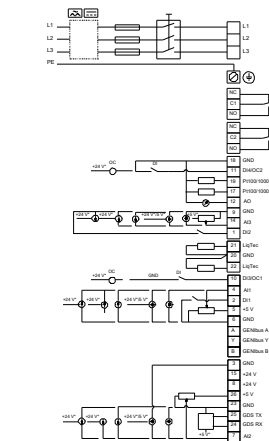 L1 L1
L2 L2
L3 L3
PE
NC
C1
NO
NC
C2
NO
18 GND
+24 V* OC DI 11 DI4/OC2
19 Pt100/1000
17 Pt100/1000
12 AO
9 GND
+24 V* +24 V* +24 V*/5 V* +5 V* 14 AI3
1 DI2
21 LiqTec
20 GND
22 LiqTec
+24 V* OC GND DI 10 DI3/OC1
4 AI1
+24 V* +24 V* +24 V*/5 V* 2 DI1
5 +5 V
6 GND
A GENIbus A
Y GENIbus Y
B GENIbus B
3 GND
15 +24 V
8 +24 V
26 +5 V
23 GND
25 GDS TX
+24 V* +24 V* +24 V*/5 V* 24 GDS RX
+5 V* 7 AI2